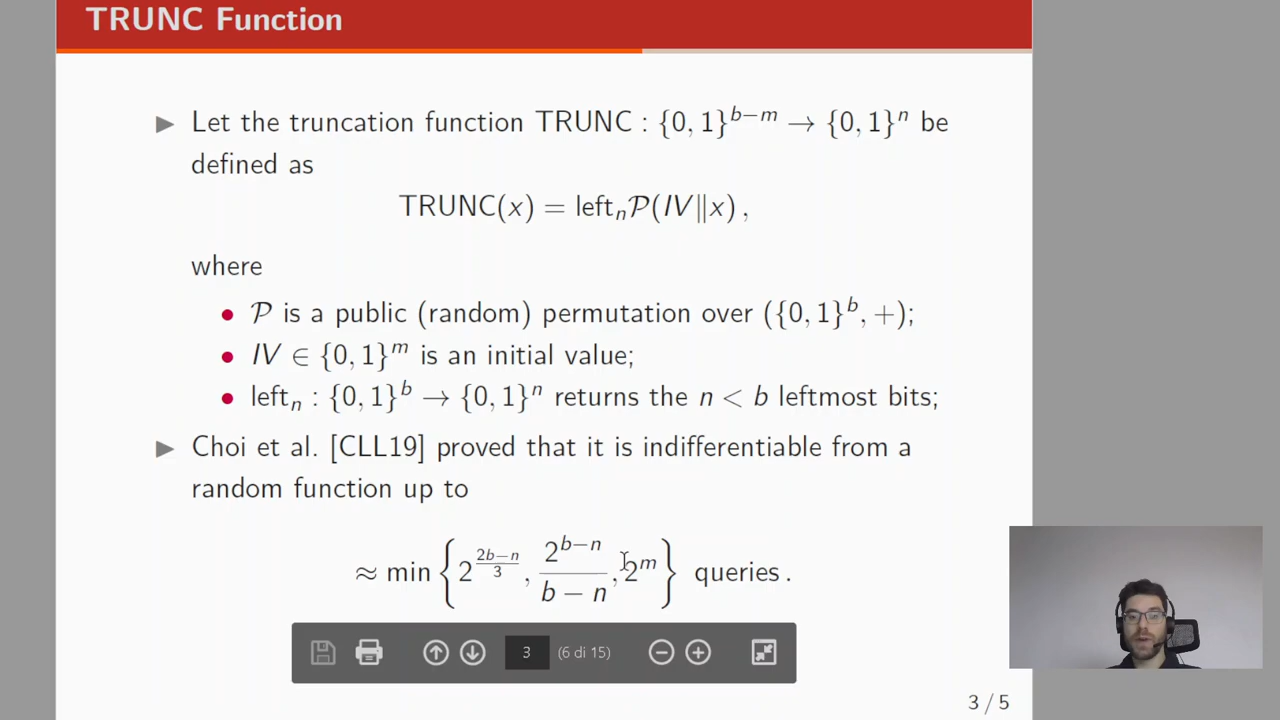 TRUNC Function
▶ Let the truncation function TRUNC : {0, 1}^{b−m} → {0, 1}^n be
defined as
TRUNC(x) = left_n 𝒫(IV∥x) ,
where
• 𝒫 is a public (random) permutation over ({0, 1}^b, +);
• IV ∈ {0, 1}^m is an initial value;
• left_n : {0, 1}^b → {0, 1}^n returns the n < b leftmost bits;
▶ Choi et al. [CLL19] proved that it is indifferentiable from a
random function up to
≈ min { 2^{\frac{2b−n}{3}} , \frac{2^{b−n}}{b − n} , 2^m } queries .
3 (6 di 15)
3 / 5